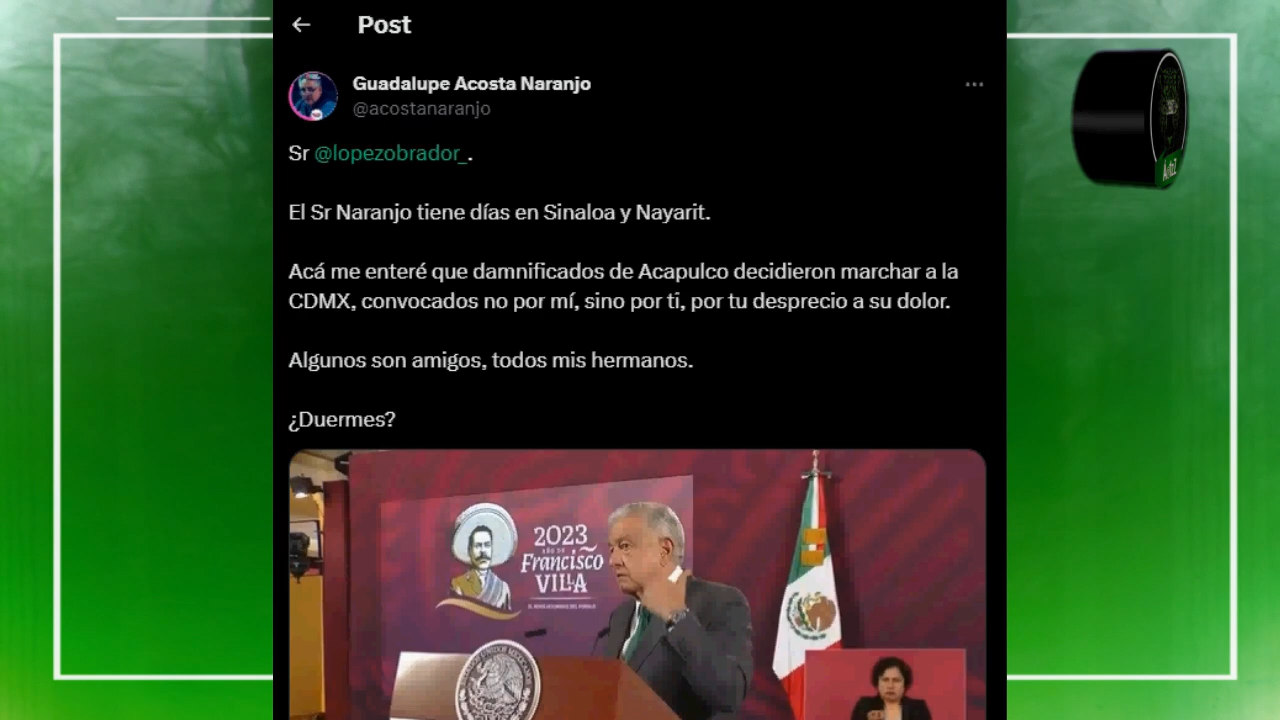 Post
Guadalupe Acosta Naranjo
@acostanaranjo
Sr @lopezobrador_.
El Sr Naranjo tiene días en Sinaloa y Nayarit.
Acá me enteré que damnificados de Acapulco decidieron marchar a la
CDMX, convocados no por mí, sino por ti, por tu desprecio a su dolor.
Algunos son amigos, todos mis hermanos.
¿Duermes?
2023
AÑO DE
Francisco
VILLA